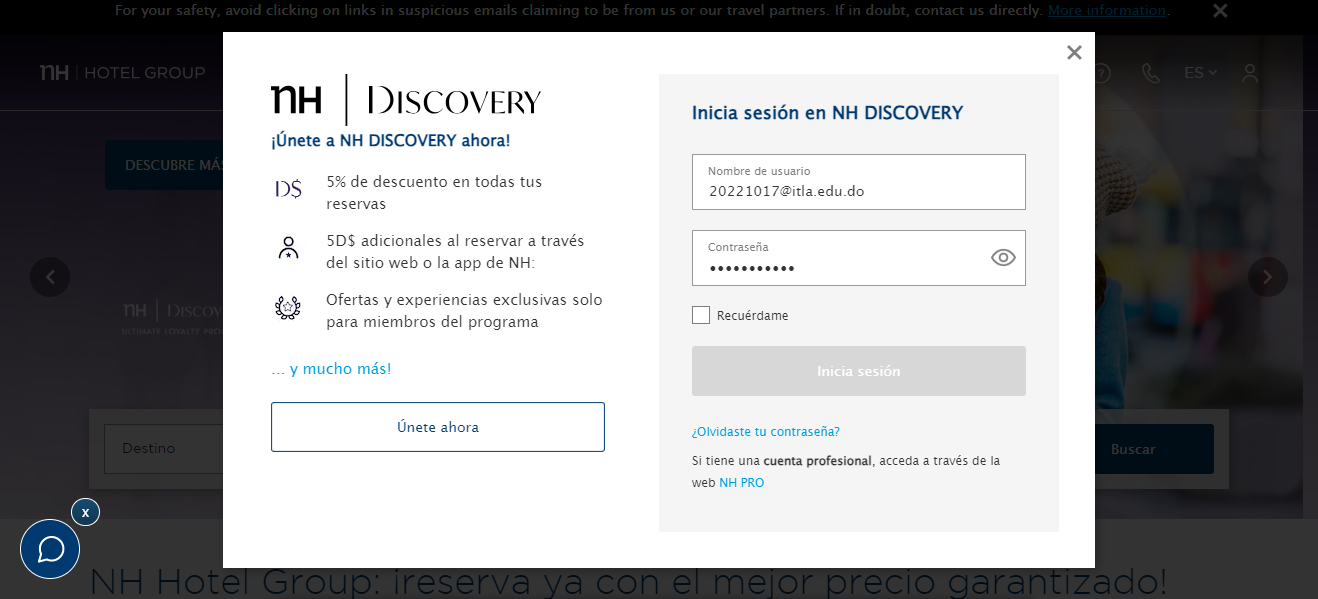 For your safety, avoid clicking on links in suspicious emails claiming to be from us or our travel partners. If in doubt, contact us directly. More information.
nH | HOTEL GROUP
ES
DESCUBRE MÁS
nH | DISCOVERY
¡Únete a NH DISCOVERY ahora!
D$
5% de descuento en todas tus
reservas
5D$ adicionales al reservar a través
del sitio web o la app de NH:
Ofertas y experiencias exclusivas solo
para miembros del programa
... y mucho más!
Únete ahora
Inicia sesión en NH DISCOVERY
Nombre de usuario
20221017@itla.edu.do
Contraseña
•••••••••••
Recuérdame
Inicia sesión
¿Olvidaste tu contraseña?
Si tiene una cuenta profesional, acceda a través de la
web NH PRO
nH | DISCOV
ULTIMATE LOYALTY
Destino
Buscar
x
NH Hotel Group: ¡reserva ya con el mejor precio garantizado!